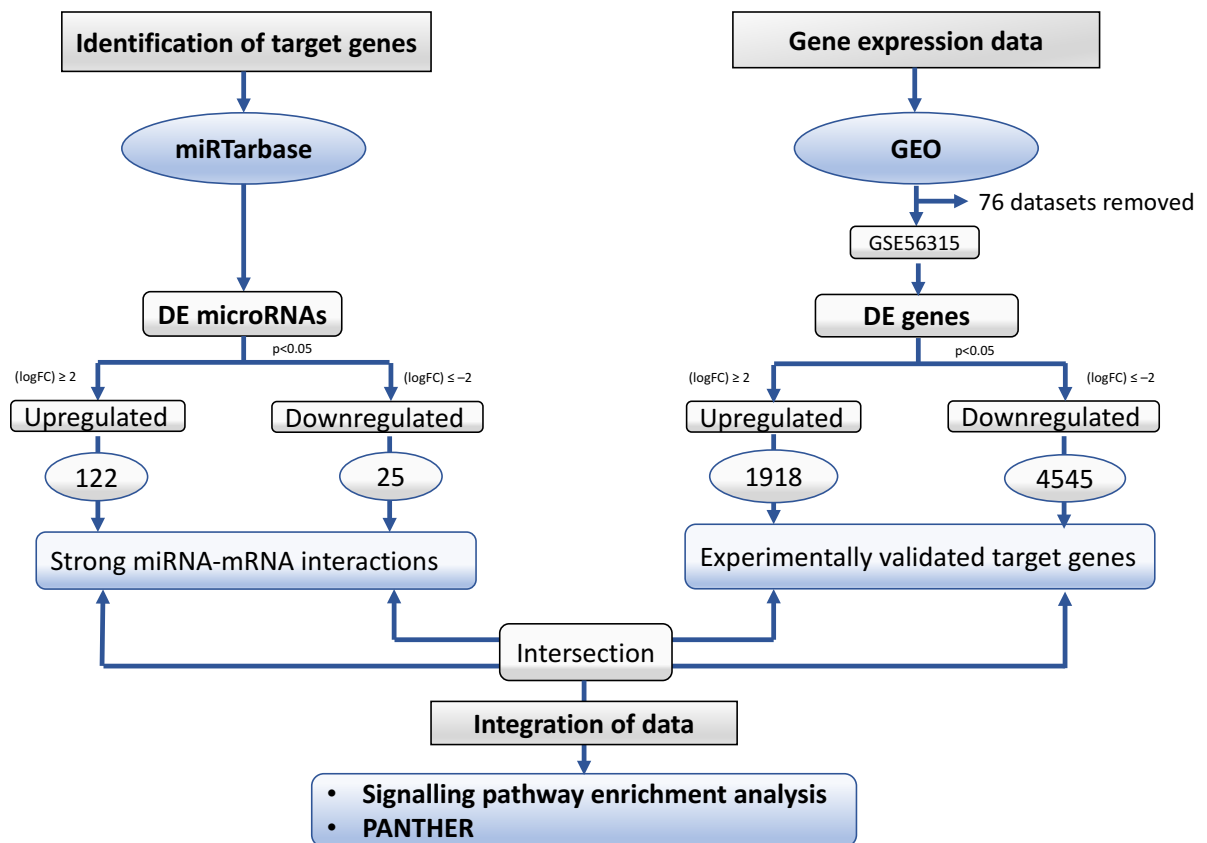 Identification of target genes
Gene expression data
miRTarbase
GEO
76 datasets removed
GSE56315
DE microRNAs
DE genes
p<0.05
p<0.05
(logFC) ≥ 2
(logFC) ≤ –2
(logFC) ≥ 2
(logFC) ≤ –2
Upregulated
Downregulated
Upregulated
Downregulated
122
25
1918
4545
Strong miRNA-mRNA interactions
Experimentally validated target genes
Intersection
Integration of data
• Signalling pathway enrichment analysis
• PANTHER